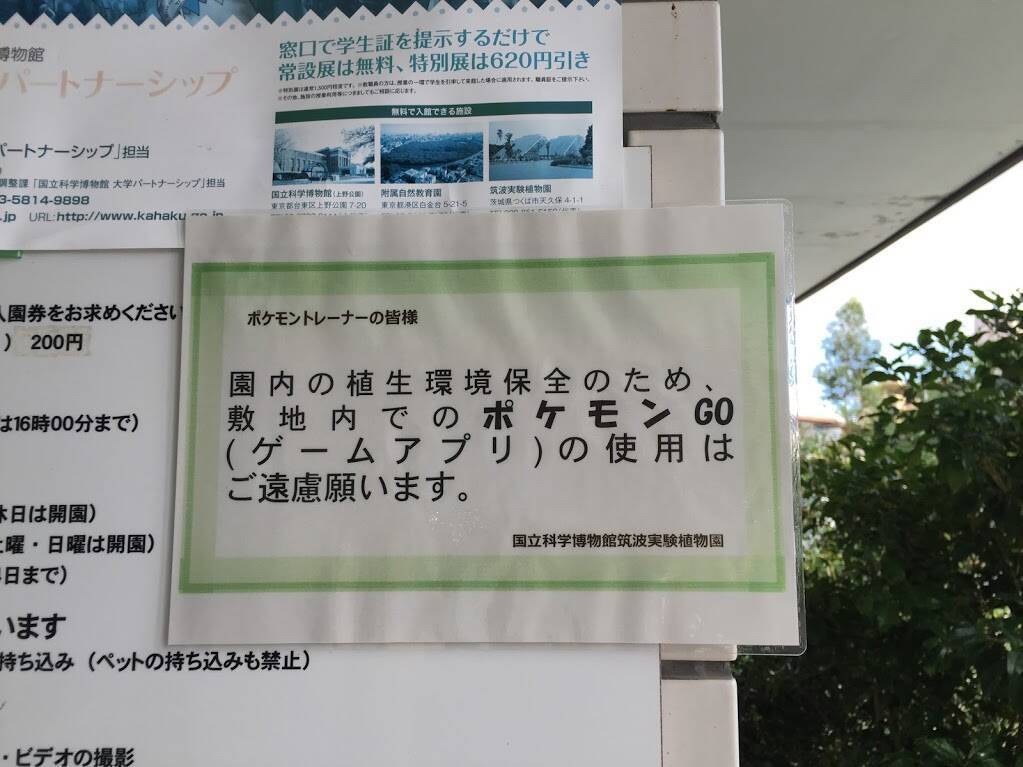 博物館
パートナーシップ
窓口で学生証を提示するだけで
常設展は無料、特別展は620円引き
無料で入館できる施設
国立科学博物館(上野公園)
東京都台東区上野公園 7-20
附属自然教育園
東京都港区白金台 5-21-5
筑波実験植物園
茨城県つくば市天久保 4-1-1
パートナーシップ」担当
調整課「国立科学博物館 大学パートナーシップ」担当
3-5814-9898
.jp URL:http://www.kahaku.go.jp
入園券をお求めください
) 200円
は16時00分まで)
休日は開園)
土曜・日曜は開園)
日まで)
います
持ち込み(ペットの持ち込みも禁止)
・ビデオの撮影
ポケモントレーナーの皆様
園内の植生環境保全のため、
敷地内でのポケモンGO
(ゲームアプリ)の使用は
ご遠慮願います。
国立科学博物館筑波実験植物園